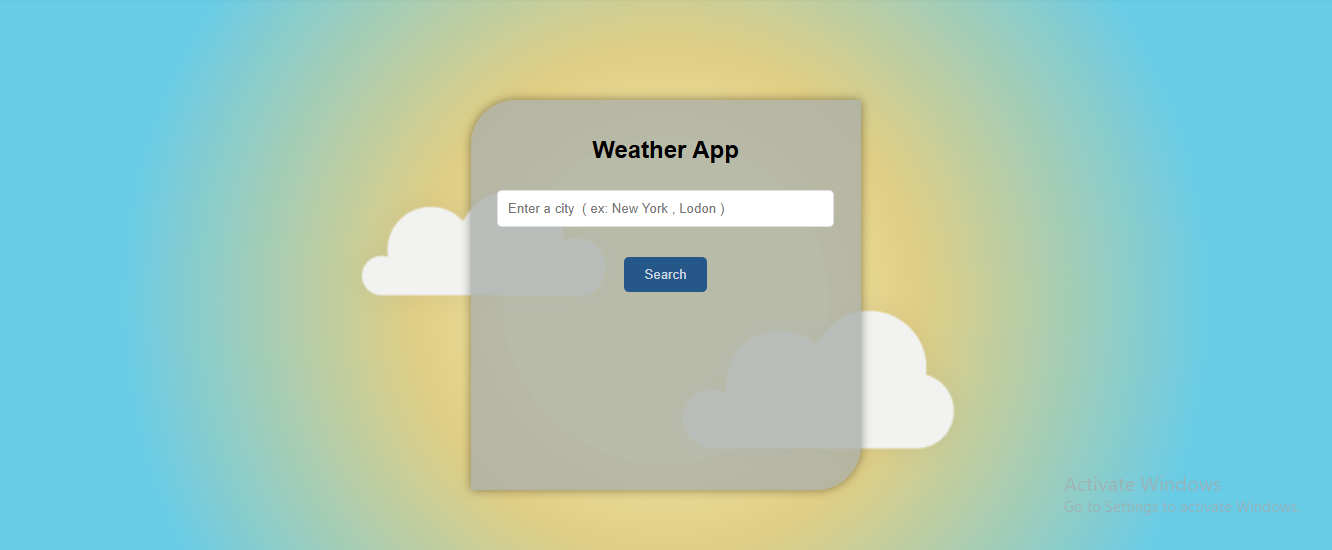 Weather App
Enter a city  ( ex: New York , Lodon )
Search
Activate Windows
Go to Settings to activate Windows.